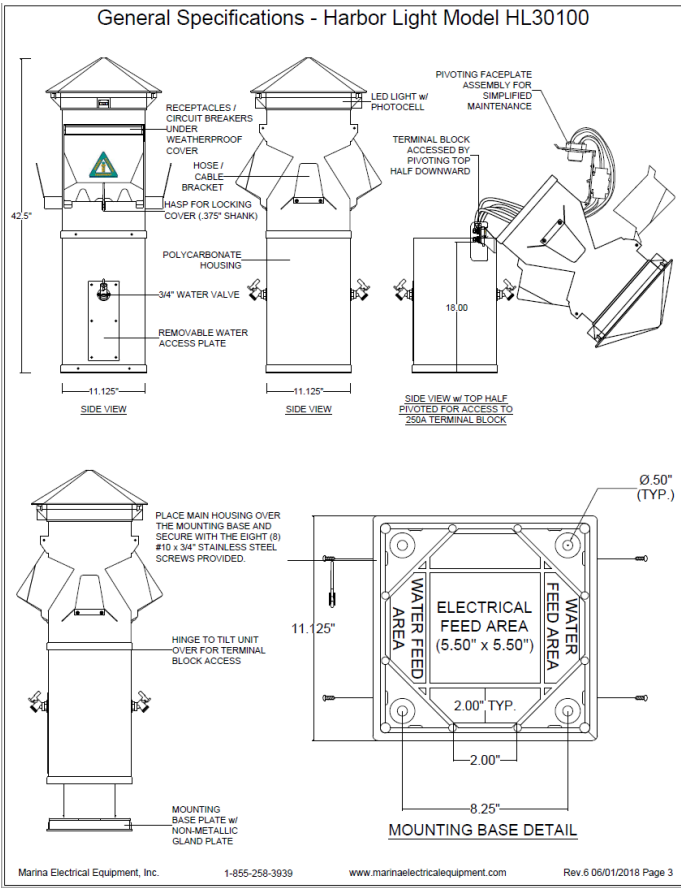 General Specifications - Harbor Light Model HL30100
RECEPTACLES /
CIRCUIT BREAKERS
UNDER
WEATHERPROOF
COVER
HOSE /
CABLE
BRACKET
HASP FOR LOCKING
COVER (.375" SHANK)
42.5"
POLYCARBONATE
HOUSING
3/4" WATER VALVE
REMOVABLE WATER
ACCESS PLATE
11.125"
SIDE VIEW
LED LIGHT w/
PHOTOCELL
11.125"
SIDE VIEW
PIVOTING FACEPLATE
ASSEMBLY FOR
SIMPLIFIED
MAINTENANCE
TERMINAL BLOCK
ACCESSED BY
PIVOTING TOP
HALF DOWNWARD
18.00
SIDE VIEW w/ TOP HALF
PIVOTED FOR ACCESS TO
250A TERMINAL BLOCK
PLACE MAIN HOUSING OVER
THE MOUNTING BASE AND
SECURE WITH THE EIGHT (8)
#10 x 3/4" STAINLESS STEEL
SCREWS PROVIDED.
HINGE TO TILT UNIT
OVER FOR TERMINAL
BLOCK ACCESS
MOUNTING
BASE PLATE w/
NON-METALLIC
GLAND PLATE
Ø.50"
(TYP.)
11.125"
WATER FEED
AREA
ELECTRICAL
FEED AREA
(5.50" x 5.50")
WATER
FEED AREA
2.00" TYP.
2.00"
8.25"
MOUNTING BASE DETAIL
Marina Electrical Equipment, Inc.
1-855-258-3939
www.marinaelectricalequipment.com
Rev.6 06/01/2018 Page 3